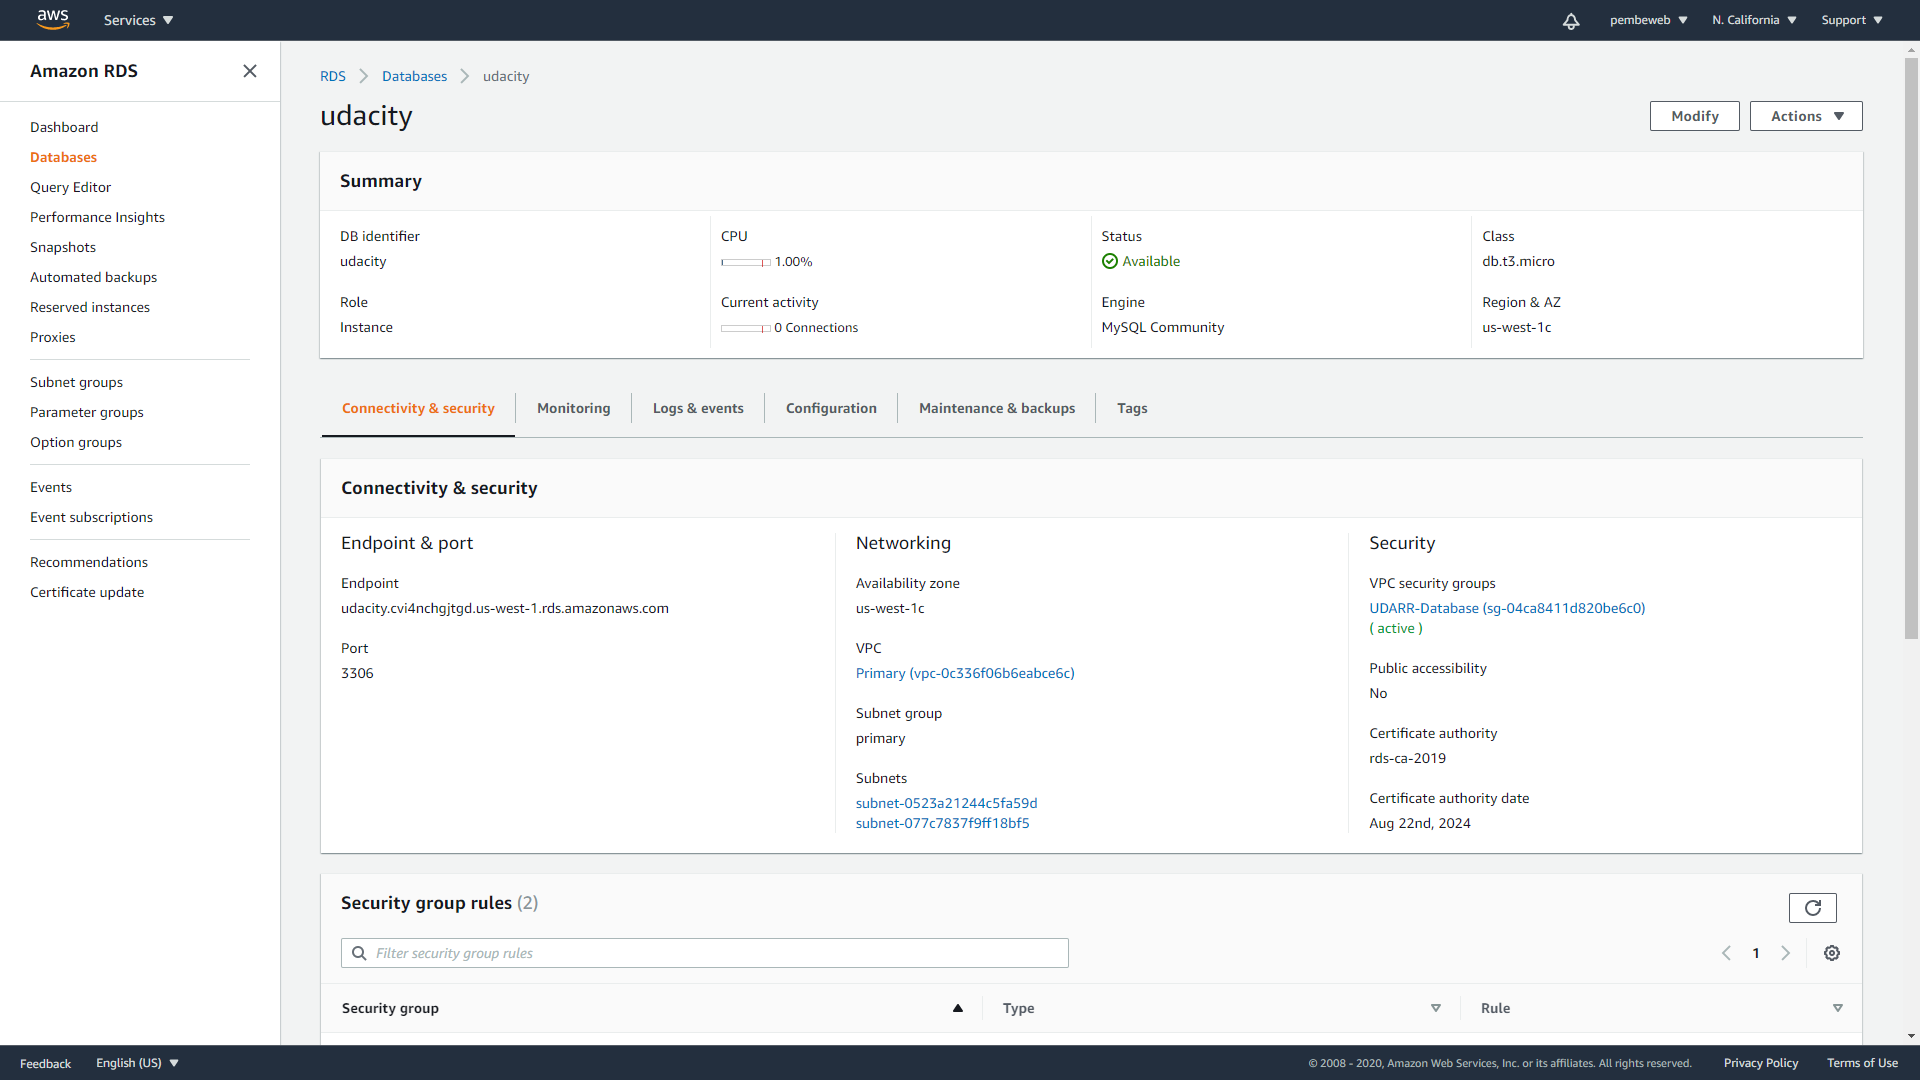 aws
Services
pembeweb
N. California
Support
Amazon RDS
Dashboard
Databases
Query Editor
Performance Insights
Snapshots
Automated backups
Reserved instances
Proxies
Subnet groups
Parameter groups
Option groups
Events
Event subscriptions
Recommendations
Certificate update
RDS
Databases
udacity
udacity
Modify
Actions
Summary
DB identifier
udacity
CPU
1.00%
Status
Available
Class
db.t3.micro
Role
Instance
Current activity
0 Connections
Engine
MySQL Community
Region & AZ
us-west-1c
Connectivity & security
Monitoring
Logs & events
Configuration
Maintenance & backups
Tags
Connectivity & security
Endpoint & port
Endpoint
udacity.cvi4nchgjtgd.us-west-1.rds.amazonaws.com
Port
3306
Networking
Availability zone
us-west-1c
VPC
Primary (vpc-0c336f06b6eabce6c)
Subnet group
primary
Subnets
subnet-0523a21244c5fa59d
subnet-077c7837f9ff18bf5
Security
VPC security groups
UDARR-Database (sg-04ca8411d820be6c0)
( active )
Public accessibility
No
Certificate authority
rds-ca-2019
Certificate authority date
Aug 22nd, 2024
Security group rules (2)
Filter security group rules
1
Security group
Type
Rule
Feedback
English (US)
© 2008 - 2020, Amazon Web Services, Inc. or its affiliates. All rights reserved.
Privacy Policy
Terms of Use